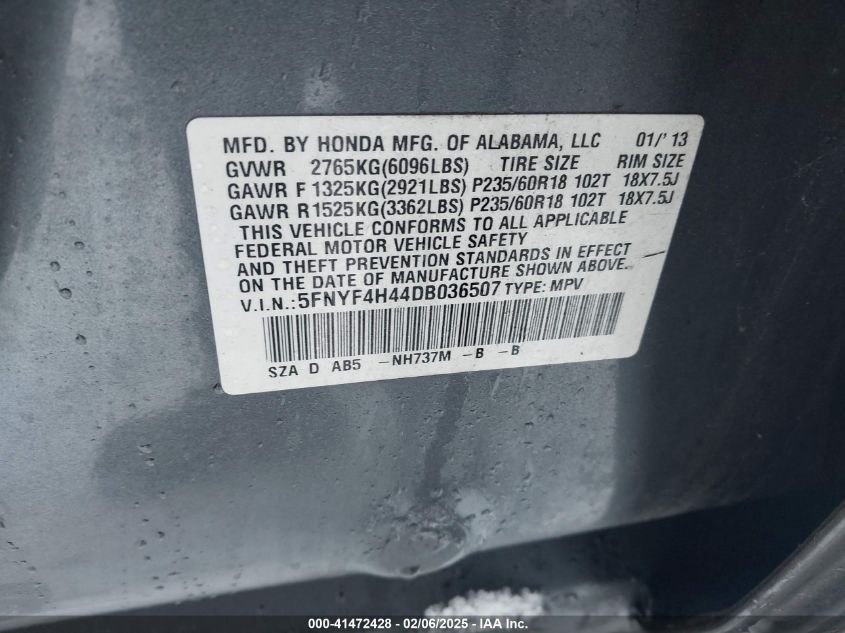 MFD. BY HONDA MFG. OF ALABAMA, LLC 01/'13
GVWR 2765KG(6096LBS) TIRE SIZE RIM SIZE
GAWR F 1325KG(2921LBS) P235/60R18 102T 18X7.5J
GAWR R1525KG(3362LBS) P235/60R18 102T 18X7.5J
THIS VEHICLE CONFORMS TO ALL APPLICABLE
FEDERAL MOTOR VEHICLE SAFETY
AND THEFT PREVENTION STANDARDS IN EFFECT
ON THE DATE OF MANUFACTURE SHOWN ABOVE.
V.I.N.:5FNYF4H44DB036507 TYPE: MPV
SZA D AB5 -NH737M -B -B
000-41472428 - 02/06/2025 - IAA Inc.